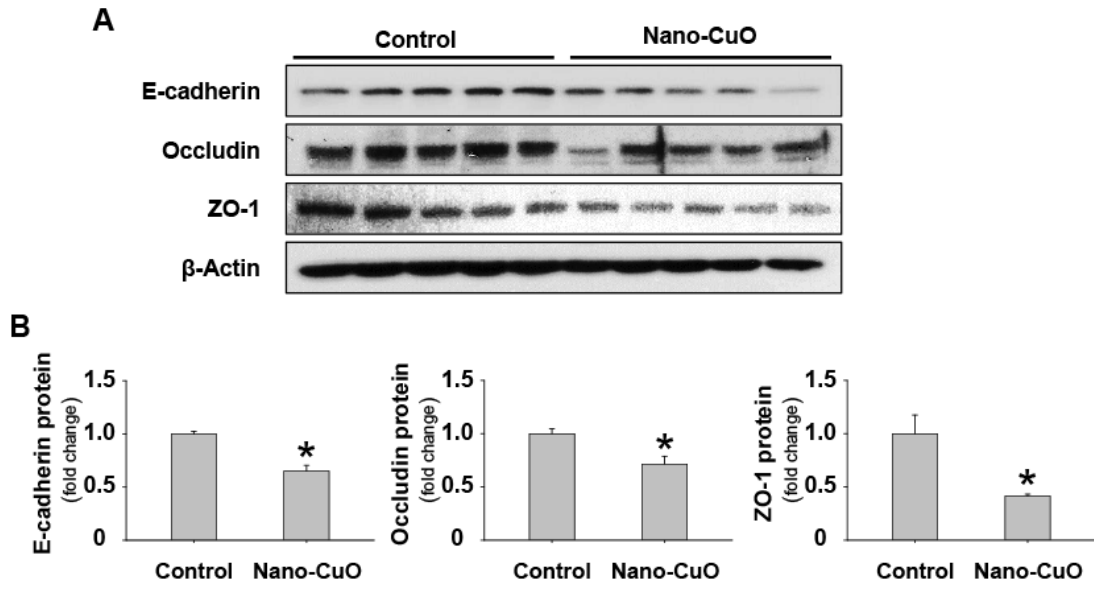 A
Control
Nano-CuO
E-cadherin
Occludin
ZO-1
β-Actin
B
E-cadherin protein
(fold change)
1.5
1.0
0.5
0
Control
Nano-CuO
*
Occludin protein
(fold change)
1.5
1.0
0.5
0
Control
Nano-CuO
*
ZO-1 protein
(fold change)
1.5
1.0
0.5
0
Control
Nano-CuO
*